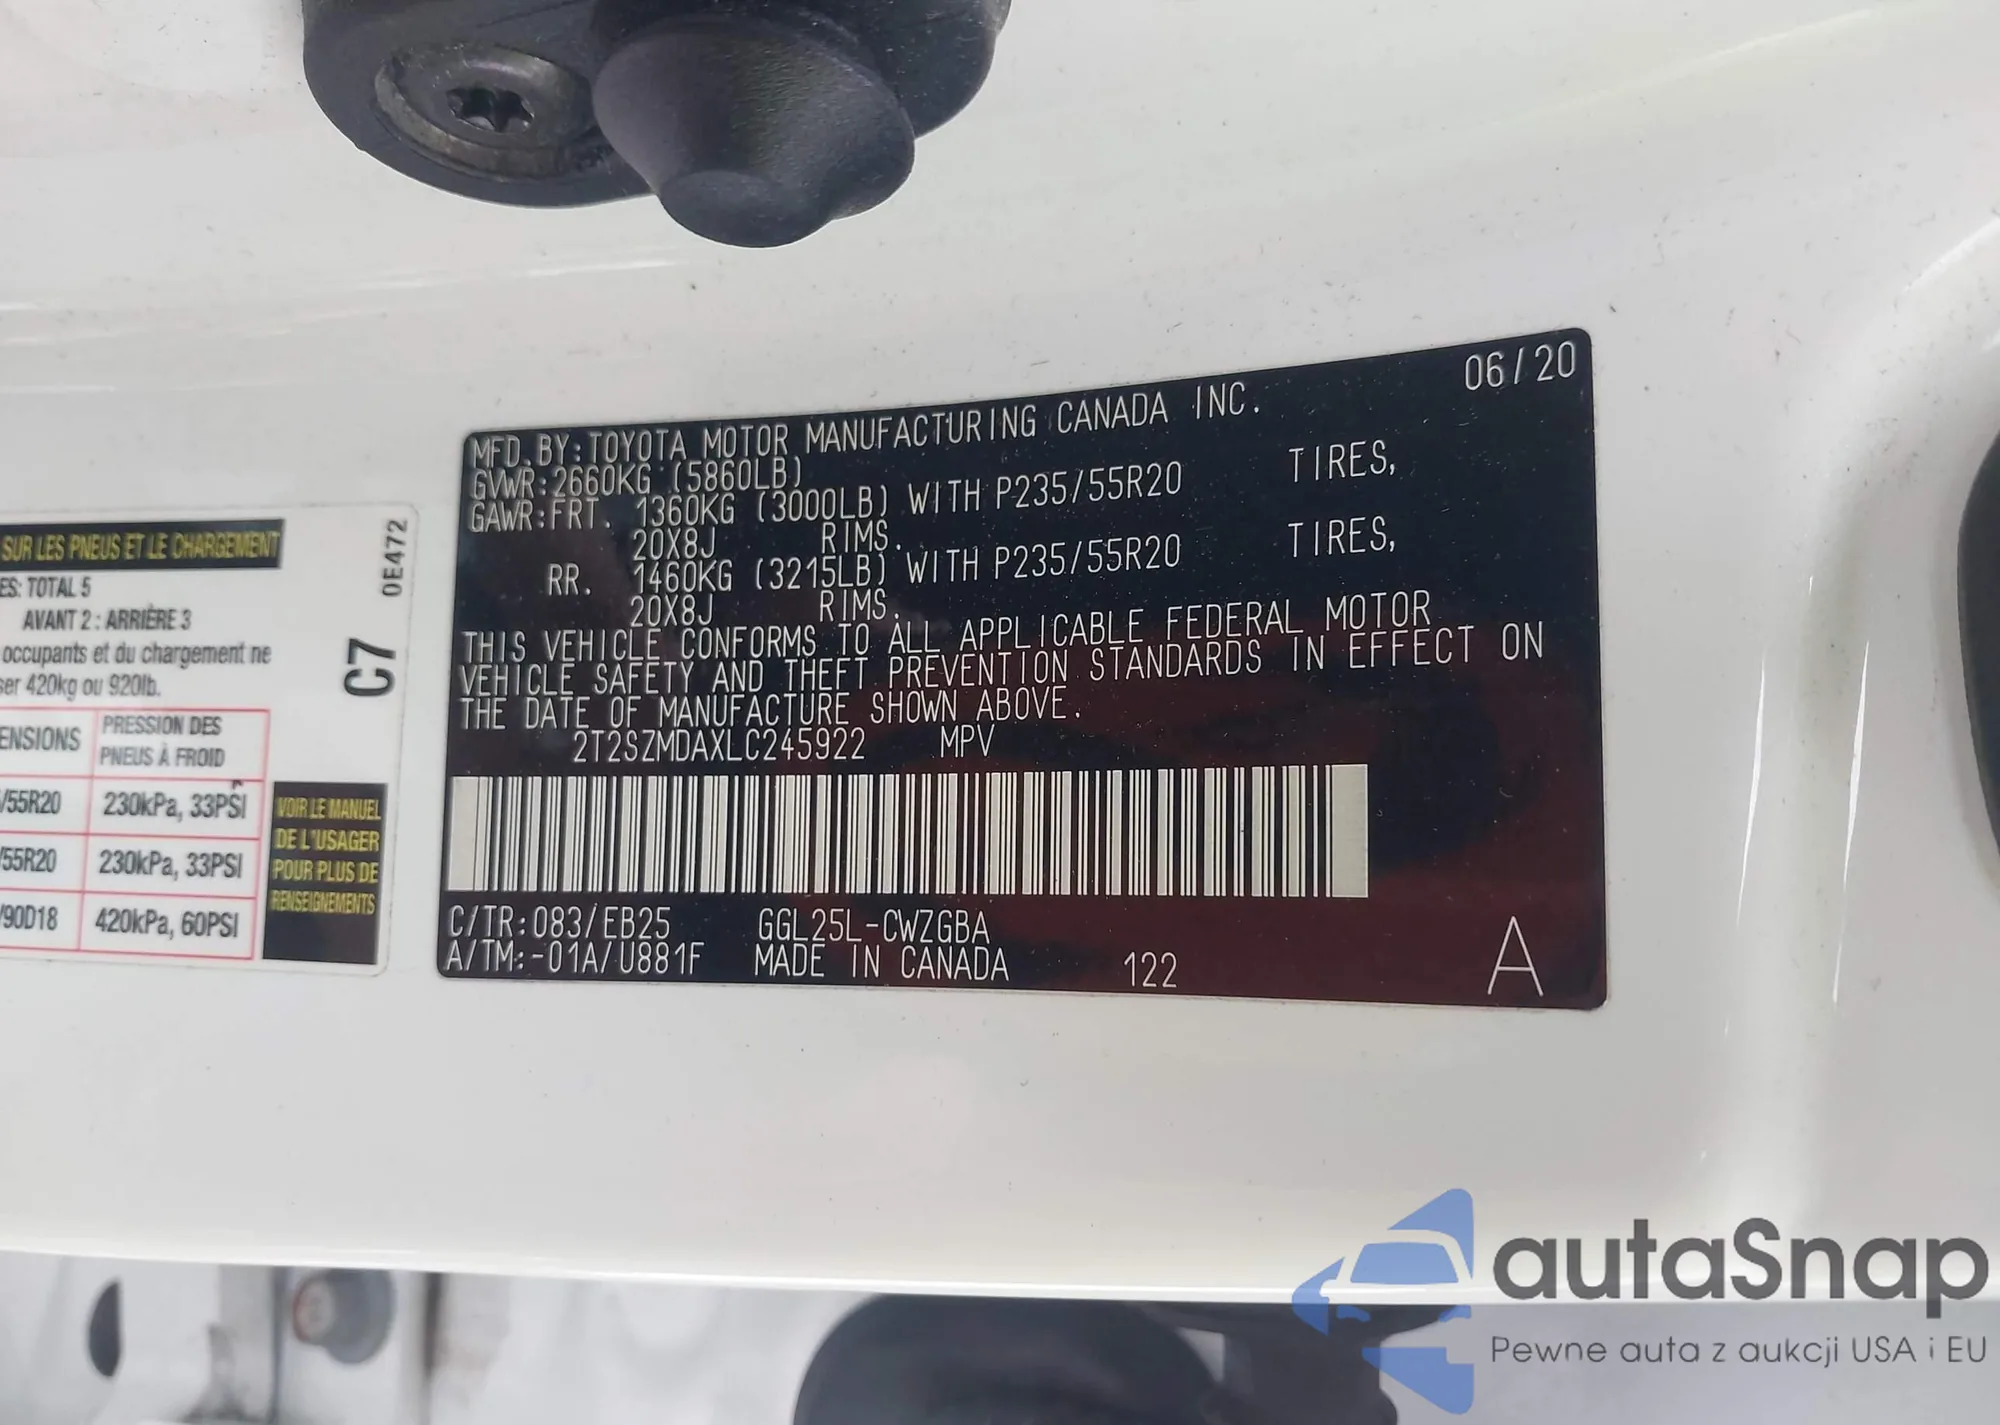 SUR LES PNEUS ET LE CHARGEMENT
ES: TOTAL 5
AVANT 2 : ARRIÈRE 3
occupants et du chargement ne
ser 420kg ou 920lb.
ENSIONS PRESSION DES PNEUS À FROID
/55R20 230kPa, 33PSI
/55R20 230kPa, 33PSI
/90D18 420kPa, 60PSI
0E472
C7
VOIR LE MANUEL
DE L'USAGER
POUR PLUS DE
RENSEIGNEMENTS
06/20
MFD.BY:TOYOTA MOTOR MANUFACTURING CANADA INC.
GVWR:2660KG (5860LB)
GAWR:FRT. 1360KG (3000LB) WITH P235/55R20 TIRES,
20X8J RIMS.
RR. 1460KG (3215LB) WITH P235/55R20 TIRES,
20X8J RIMS.
THIS VEHICLE CONFORMS TO ALL APPLICABLE FEDERAL MOTOR
VEHICLE SAFETY AND THEFT PREVENTION STANDARDS IN EFFECT ON
THE DATE OF MANUFACTURE SHOWN ABOVE.
2T2SZMDAXLC245922 MPV
C/TR:083/EB25 GGL25L-CWZGBA
A/TM:-01A/U881F MADE IN CANADA 122 A
autaSnap
Pewne auta z aukcji USA i EU